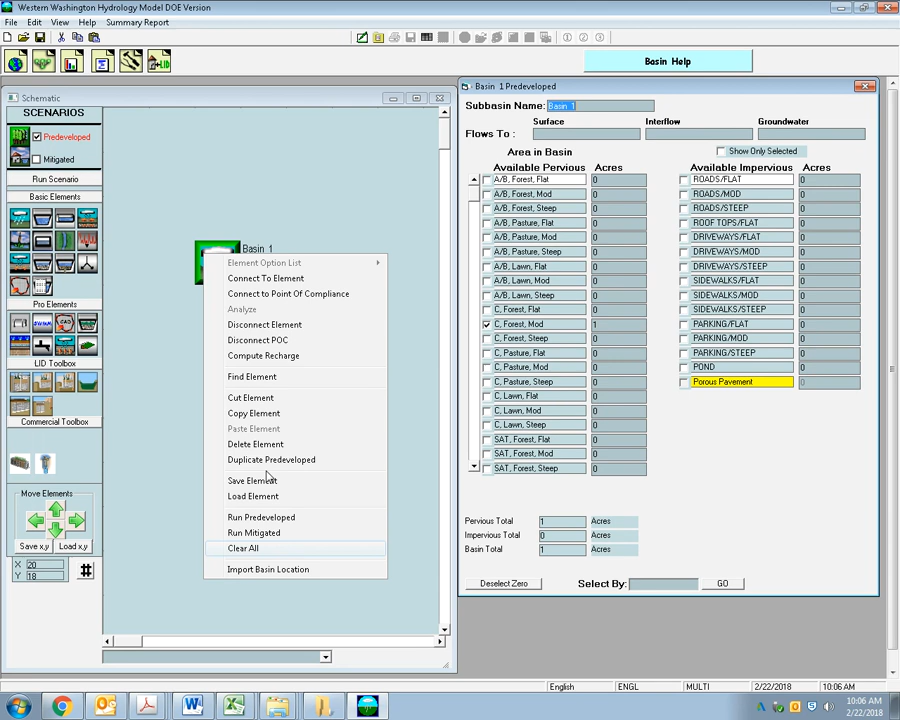 Western Washington Hydrology Model DOE Version
File Edit View Help Summary Report
Basin Help
Schematic
SCENARIOS
Predeveloped
Mitigated
Run Scenario
Basic Elements
Pro Elements
LID Toolbox
Commercial Toolbox
Move Elements
Save x,y Load x,y
X 20
Y 18
#
Basin 1
Element Option List
Connect To Element
Connect to Point Of Compliance
Analyze
Disconnect Element
Disconnect POC
Compute Recharge
Find Element
Cut Element
Copy Element
Paste Element
Delete Element
Duplicate Predeveloped
Save Element
Load Element
Run Predeveloped
Run Mitigated
Clear All
Import Basin Location
Basin 1 Predeveloped
Subbasin Name: Basin 1
Surface Interflow Groundwater
Flows To :
Area in Basin
Show Only Selected
Available Pervious Acres
A/B, Forest, Flat 0
A/B, Forest, Mod 0
A/B, Forest, Steep 0
A/B, Pasture, Flat 0
A/B, Pasture, Mod 0
A/B, Pasture, Steep 0
A/B, Lawn, Flat 0
A/B, Lawn, Mod 0
A/B, Lawn, Steep 0
C, Forest, Flat 0
C, Forest, Mod 1
C, Forest, Steep 0
C, Pasture, Flat 0
C, Pasture, Mod 0
C, Pasture, Steep 0
C, Lawn, Flat 0
C, Lawn, Mod 0
C, Lawn, Steep 0
SAT, Forest, Flat 0
SAT, Forest, Mod 0
SAT, Forest, Steep 0
Available Impervious Acres
ROADS/FLAT 0
ROADS/MOD 0
ROADS/STEEP 0
ROOF TOPS/FLAT 0
DRIVEWAYS/FLAT 0
DRIVEWAYS/MOD 0
DRIVEWAYS/STEEP 0
SIDEWALKS/FLAT 0
SIDEWALKS/MOD 0
SIDEWALKS/STEEP 0
PARKING/FLAT 0
PARKING/MOD 0
PARKING/STEEP 0
POND 0
Porous Pavement 0
Pervious Total 1 Acres
Impervious Total 0 Acres
Basin Total 1 Acres
Deselect Zero Select By: GO
English ENGL MULTI 2/22/2018 10:06 AM
10:06 AM
2/22/2018